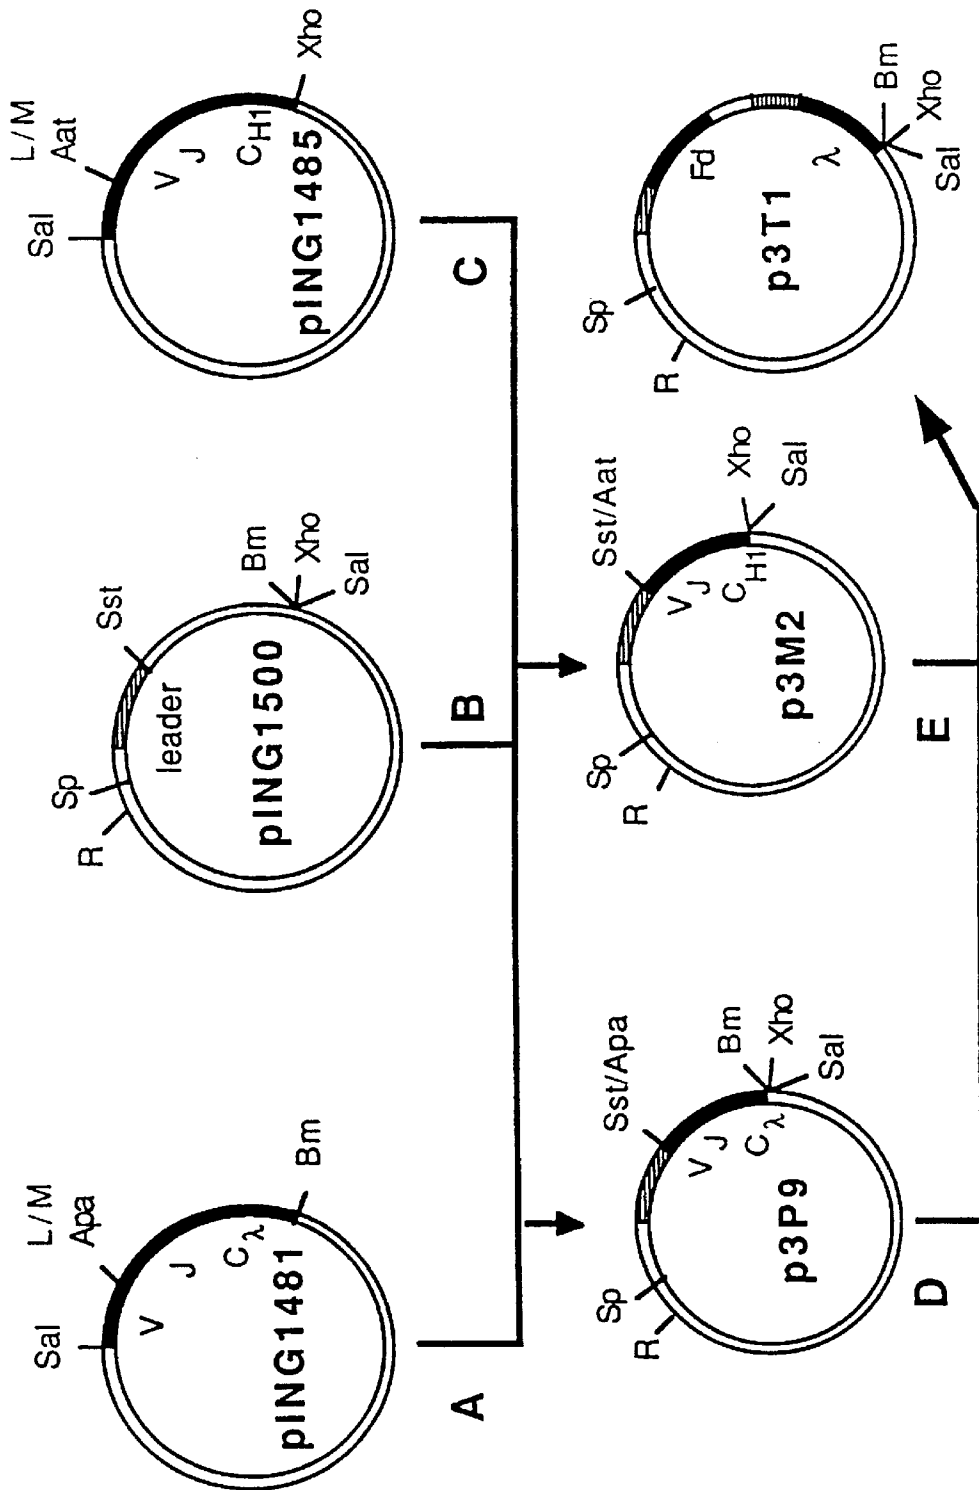 Sal
L/M
Apa
V
J
Cλ
Bm
pING1481
A
R
Sp
leader
Sst
Bm
Xho
Sal
pING1500
B
Sal
L/M
Aat
V
J
CH1
Xho
pING1485
C
R
Sp
Sst/Apa
V
J
Cλ
Bm
Xho
Sal
p3P9
D
R
Sp
Sst/Aat
V
J
CH1
Xho
Sal
p3M2
E
R
Sp
Fd
λ
Bm
Xho
Sal
p3T1